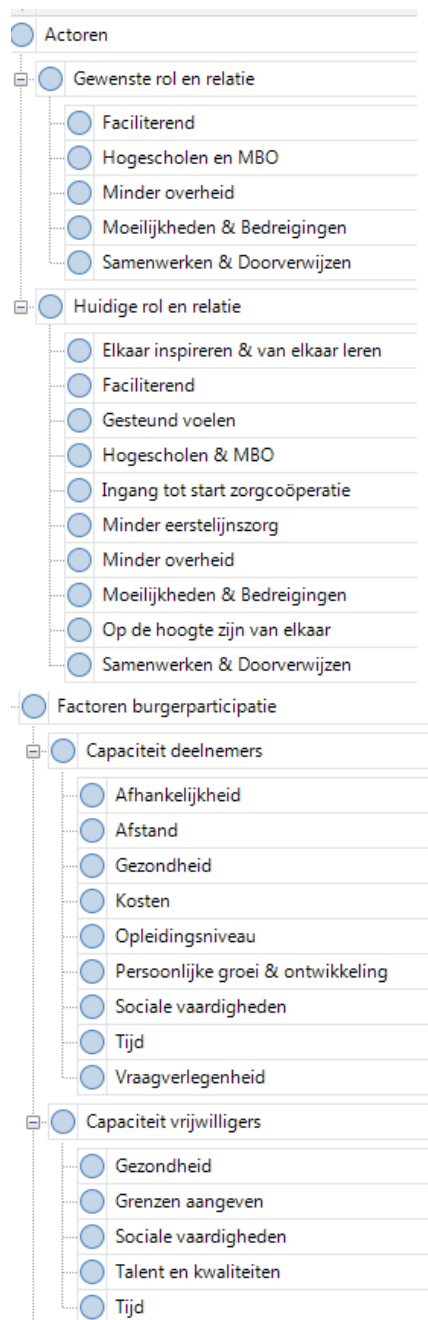 Actoren
Gewenste rol en relatie
Faciliterend
Hogescholen en MBO
Minder overheid
Moeilijkheden & Bedreigingen
Samenwerken & Doorverwijzen
Huidige rol en relatie
Elkaar inspireren & van elkaar leren
Faciliterend
Gesteund voelen
Hogescholen & MBO
Ingang tot start zorgcoöperatie
Minder eerstelijnszorg
Minder overheid
Moeilijkheden & Bedreigingen
Op de hoogte zijn van elkaar
Samenwerken & Doorverwijzen
Factoren burgerparticipatie
Capaciteit deelnemers
Afhankelijkheid
Afstand
Gezondheid
Kosten
Opleidingsniveau
Persoonlijke groei & ontwikkeling
Sociale vaardigheden
Tijd
Vraagverlegenheid
Capaciteit vrijwilligers
Gezondheid
Grenzen aangeven
Sociale vaardigheden
Talent en kwaliteiten
Tijd